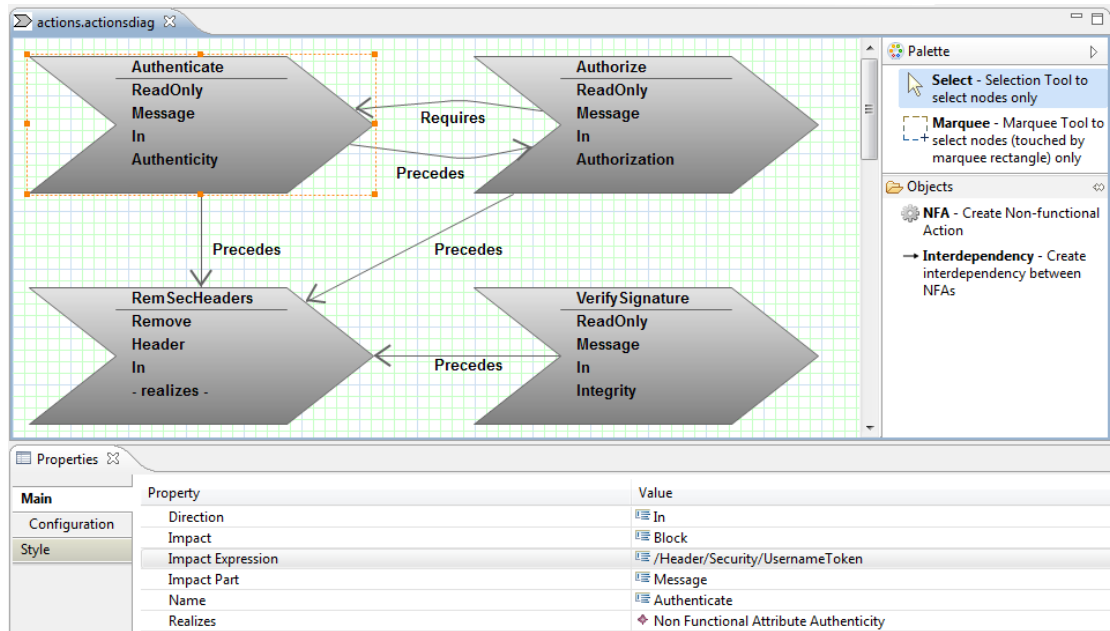 actions.actionsdiag
Authenticate
ReadOnly
Message
In
Authenticity
Authorize
ReadOnly
Message
In
Authorization
Requires
Precedes
Precedes
Precedes
RemSecHeaders
Remove
Header
In
- realizes -
VerifySignature
ReadOnly
Message
In
Integrity
Precedes
Palette
Select - Selection Tool to
select nodes only
Marquee - Marquee Tool to
select nodes (touched by
marquee rectangle) only
Objects
NFA - Create Non-functional
Action
Interdependency - Create
interdependency between
NFAs
Properties
Main
Configuration
Style
Property Value
Direction In
Impact Block
Impact Expression /Header/Security/UsernameToken
Impact Part Message
Name Authenticate
Realizes Non Functional Attribute Authenticity